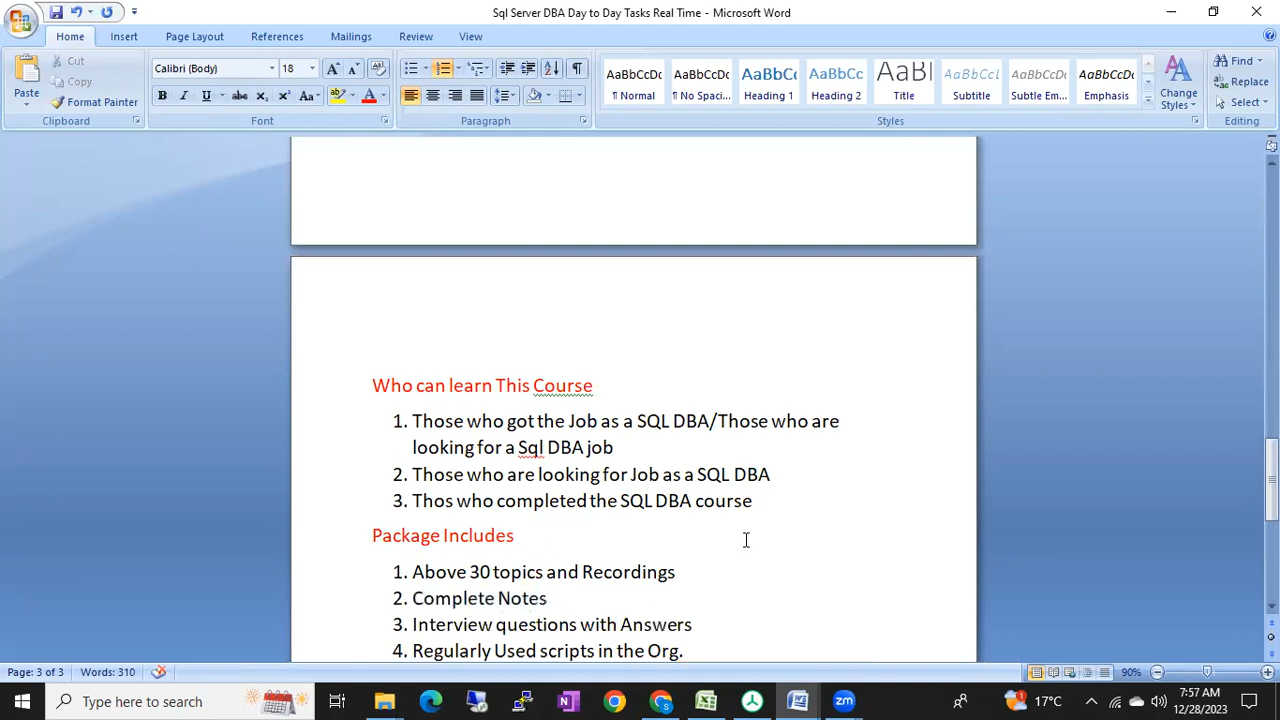 Sql Server DBA Day to Day Tasks Real Time - Microsoft Word
Home Insert Page Layout References Mailings Review View
Paste
Cut
Copy
Format Painter
Clipboard
Calibri (Body) 18
Font
Paragraph
AaBbCcDc AaBbCcDc AaBbCc AaBbCc AaBl AaBbCcL AaBbCcDc AaBbCcDc
¶ Normal ¶ No Spaci... Heading 1 Heading 2 Title Subtitle Subtle Em... Emphasis
Styles
Change Styles
Find
Replace
Select
Editing
Who can learn This Course
1. Those who got the Job as a SQL DBA/Those who are
looking for a Sql DBA job
2. Those who are looking for Job as a SQL DBA
3. Thos who completed the SQL DBA course
Package Includes
1. Above 30 topics and Recordings
2. Complete Notes
3. Interview questions with Answers
4. Regularly Used scripts in the Org.
Page: 3 of 3 Words: 310 90%
Type here to search
zm
17°C
7:57 AM
12/28/2023